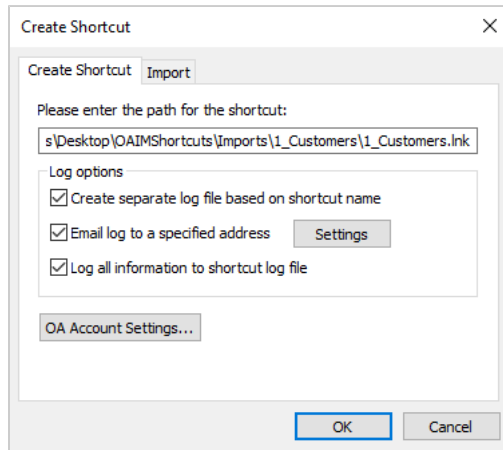 Create Shortcut
Create Shortcut Import
Please enter the path for the shortcut:
s\Desktop\OAIMShortcuts\Imports\1_Customers\1_Customers.lnk
Log options
Create separate log file based on shortcut name
Email log to a specified address Settings
Log all information to shortcut log file
OA Account Settings...
OK Cancel